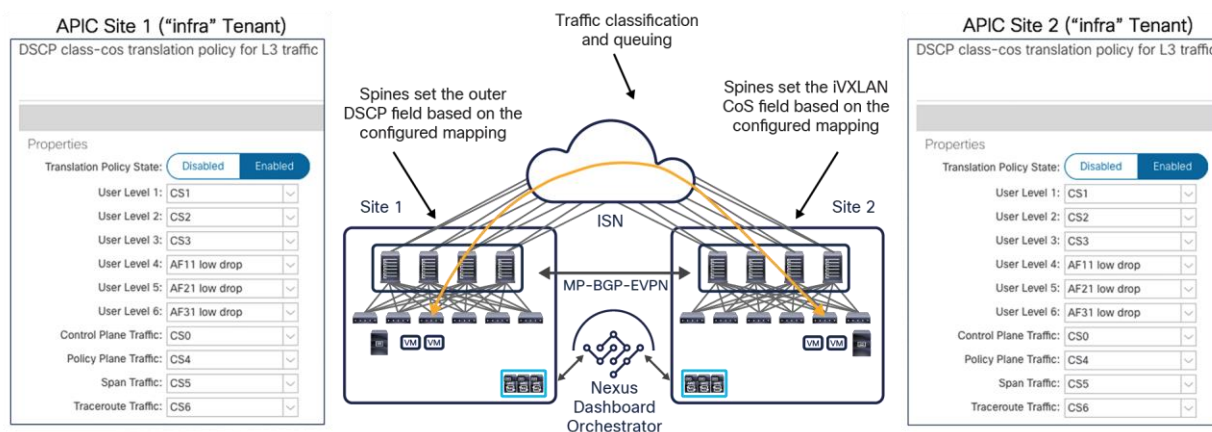 APIC Site 1 (“infra” Tenant)
DSCP class-cos translation policy for L3 traffic
Properties
Translation Policy State: Disabled Enabled
User Level 1: CS1
User Level 2: CS2
User Level 3: CS3
User Level 4: AF11 low drop
User Level 5: AF21 low drop
User Level 6: AF31 low drop
Control Plane Traffic: CS0
Policy Plane Traffic: CS4
Span Traffic: CS5
Traceroute Traffic: CS6
Traffic classification
and queuing
Spines set the outer
DSCP field based on the
configured mapping
Spines set the iVXLAN
CoS field based on the
configured mapping
Site 1
ISN
Site 2
MP-BGP-EVPN
VM VM
VM VM
Nexus
Dashboard
Orchestrator
APIC Site 2 (“infra” Tenant)
DSCP class-cos translation policy for L3 traffic
Properties
Translation Policy State: Disabled Enabled
User Level 1: CS1
User Level 2: CS2
User Level 3: CS3
User Level 4: AF11 low drop
User Level 5: AF21 low drop
User Level 6: AF31 low drop
Control Plane Traffic: CS0
Policy Plane Traffic: CS4
Span Traffic: CS5
Traceroute Traffic: CS6